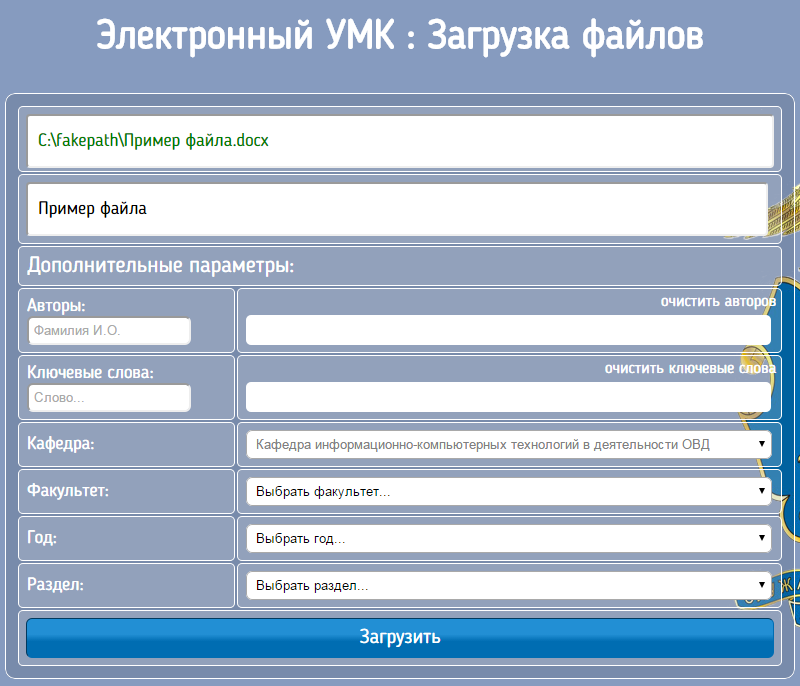 Электронный УМК : Загрузка файлов
C:\fakepath\Пример файла.docx
Пример файла
Дополнительные параметры:
Авторы:
очистить авторов
Фамилия И.О.
Ключевые слова:
очистить ключевые слова
Слово...
Кафедра:
Кафедра информационно-компьютерных технологий в деятельности ОВД
Факультет:
Выбрать факультет...
Год:
Выбрать год...
Раздел:
Выбрать раздел...
Загрузить